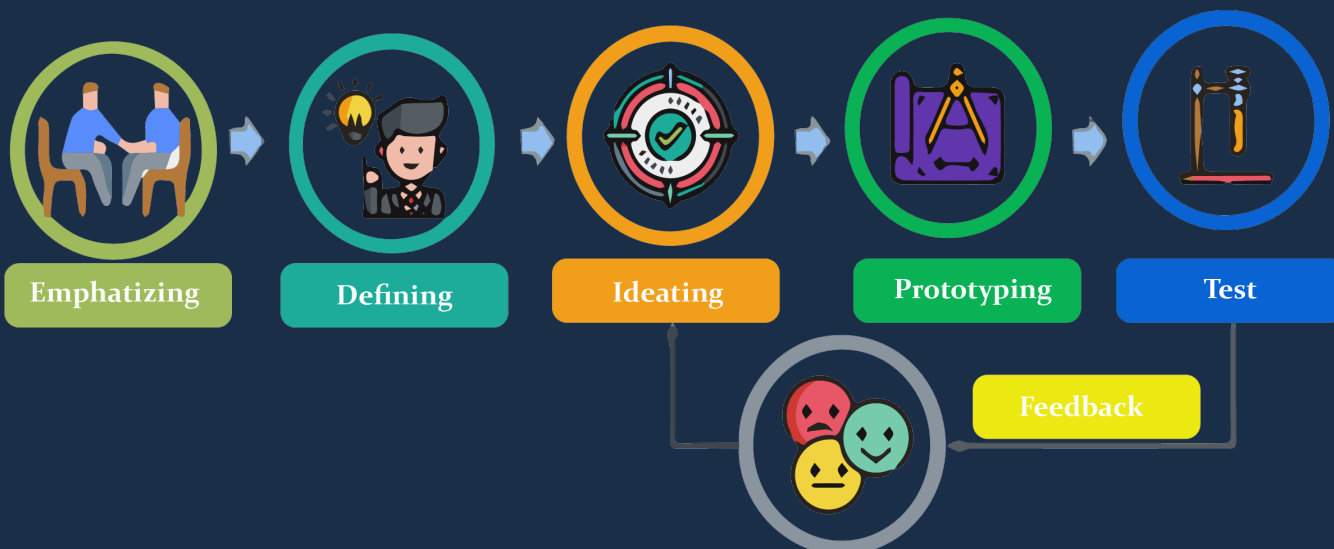 Emphatizing
Defining
Ideating
Prototyping
Test
Feedback